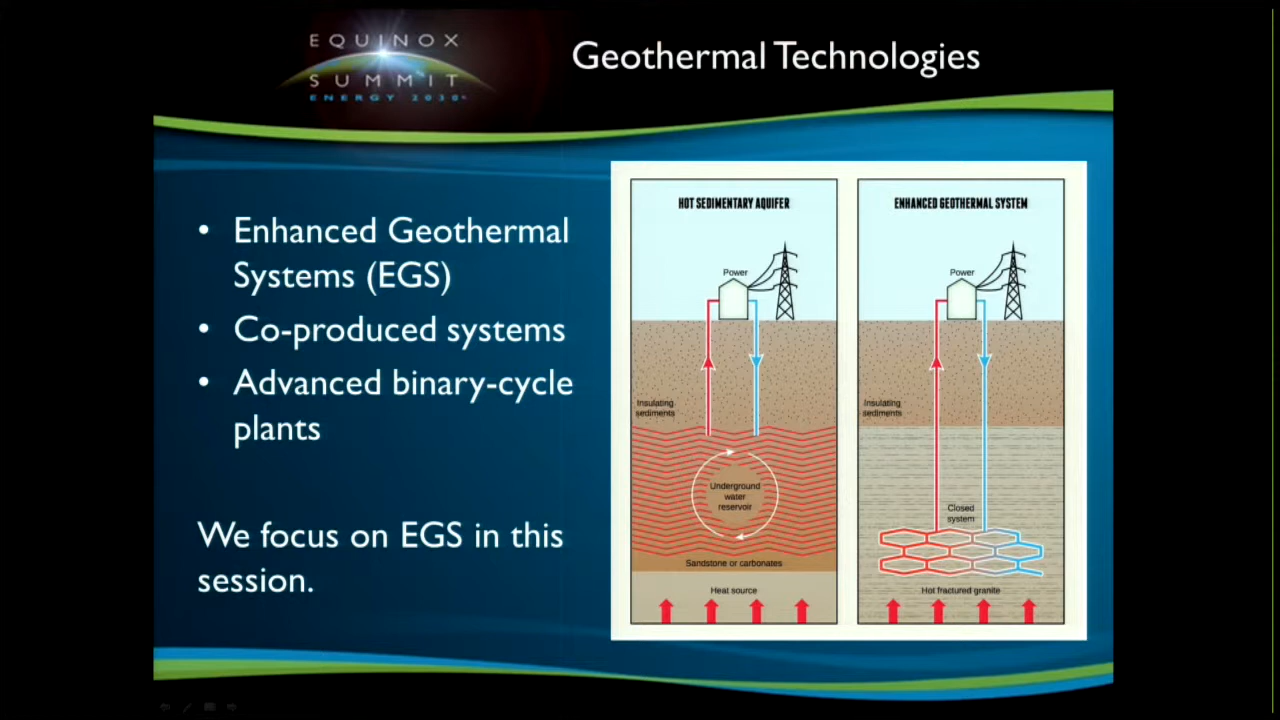 EQUINOX
SUMMIT
ENERGY 2030
Geothermal Technologies
• Enhanced Geothermal
Systems (EGS)
• Co-produced systems
• Advanced binary-cycle
plants
We focus on EGS in this
session.
HOT SEDIMENTARY AQUIFER
Power
Insulating
sediments
Underground
water
reservoir
Sandstone or carbonates
Heat source
ENHANCED GEOTHERMAL SYSTEM
Power
Insulating
sediments
Closed
system
Hot fractured granite